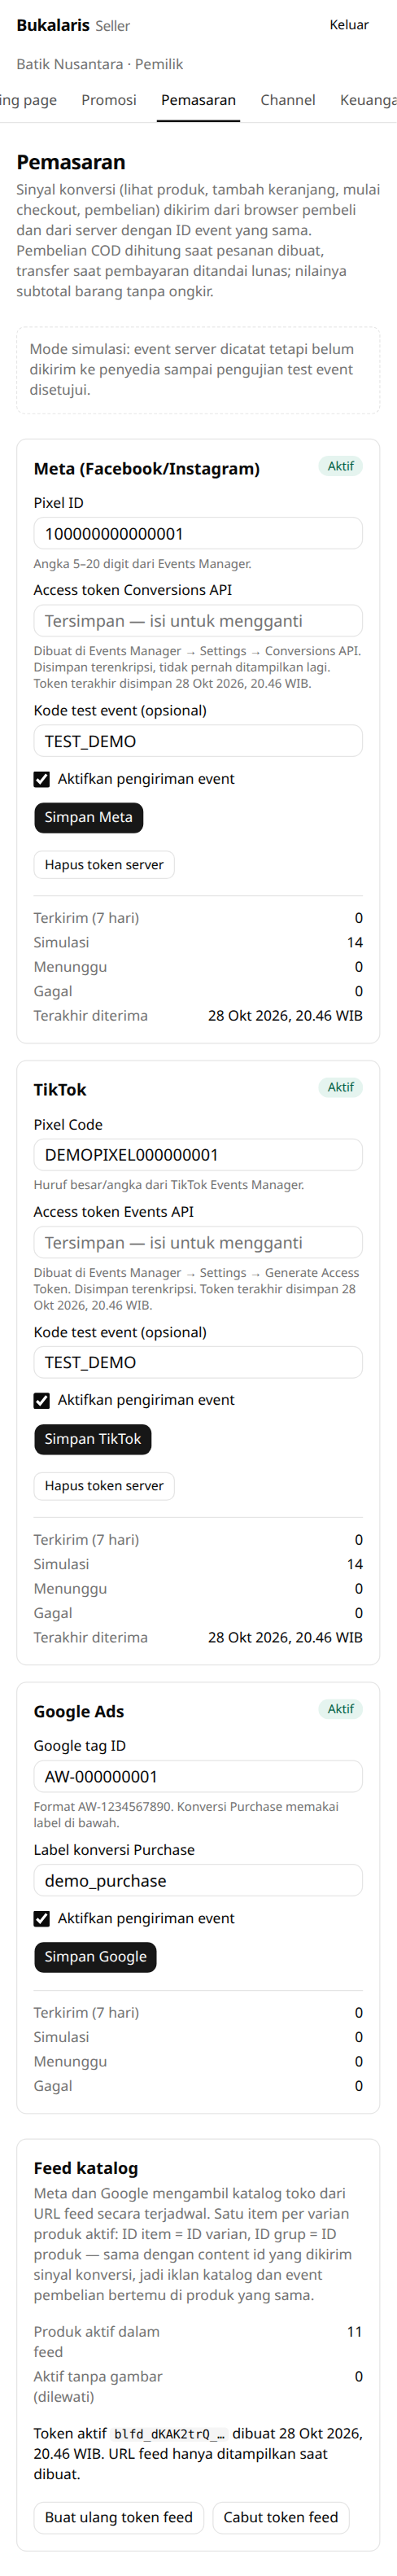 Bukalaris Seller
Keluar
Batik Nusantara · Pemilik
ing page Promosi Pemasaran Channel Keuanga
Pemasaran
Sinyal konversi (lihat produk, tambah keranjang, mulai
checkout, pembelian) dikirim dari browser pembeli
dan dari server dengan ID event yang sama.
Pembelian COD dihitung saat pesanan dibuat,
transfer saat pembayaran ditandai lunas; nilainya
subtotal barang tanpa ongkir.
Mode simulasi: event server dicatat tetapi belum
dikirim ke penyedia sampai pengujian test event
disetujui.
Meta (Facebook/Instagram)
Aktif
Pixel ID
100000000000001
Angka 5–20 digit dari Events Manager.
Access token Conversions API
Tersimpan — isi untuk mengganti
Dibuat di Events Manager → Settings → Conversions API.
Disimpan terenkripsi, tidak pernah ditampilkan lagi.
Token terakhir disimpan 28 Okt 2026, 20.46 WIB.
Kode test event (opsional)
TEST_DEMO
Aktifkan pengiriman event
Simpan Meta
Hapus token server
Terkirim (7 hari) 0
Simulasi 14
Menunggu 0
Gagal 0
Terakhir diterima 28 Okt 2026, 20.46 WIB
TikTok
Aktif
Pixel Code
DEMOPIXEL000000001
Huruf besar/angka dari TikTok Events Manager.
Access token Events API
Tersimpan — isi untuk mengganti
Dibuat di Events Manager → Settings → Generate Access
Token. Disimpan terenkripsi. Token terakhir disimpan 28
Okt 2026, 20.46 WIB.
Kode test event (opsional)
TEST_DEMO
Aktifkan pengiriman event
Simpan TikTok
Hapus token server
Terkirim (7 hari) 0
Simulasi 14
Menunggu 0
Gagal 0
Terakhir diterima 28 Okt 2026, 20.46 WIB
Google Ads
Aktif
Google tag ID
AW-000000001
Format AW-1234567890. Konversi Purchase memakai
label di bawah.
Label konversi Purchase
demo_purchase
Aktifkan pengiriman event
Simpan Google
Terkirim (7 hari) 0
Simulasi 0
Menunggu 0
Gagal 0
Feed katalog
Meta dan Google mengambil katalog toko dari
URL feed secara terjadwal. Satu item per varian
produk aktif: ID item = ID varian, ID grup = ID
produk — sama dengan content id yang dikirim
sinyal konversi, jadi iklan katalog dan event
pembelian bertemu di produk yang sama.
Produk aktif dalam 11
feed
Aktif tanpa gambar 0
(dilewati)
Token aktif blfd_dKAK2trQ_… dibuat 28 Okt 2026,
20.46 WIB. URL feed hanya ditampilkan saat
dibuat.
Buat ulang token feed
Cabut token feed